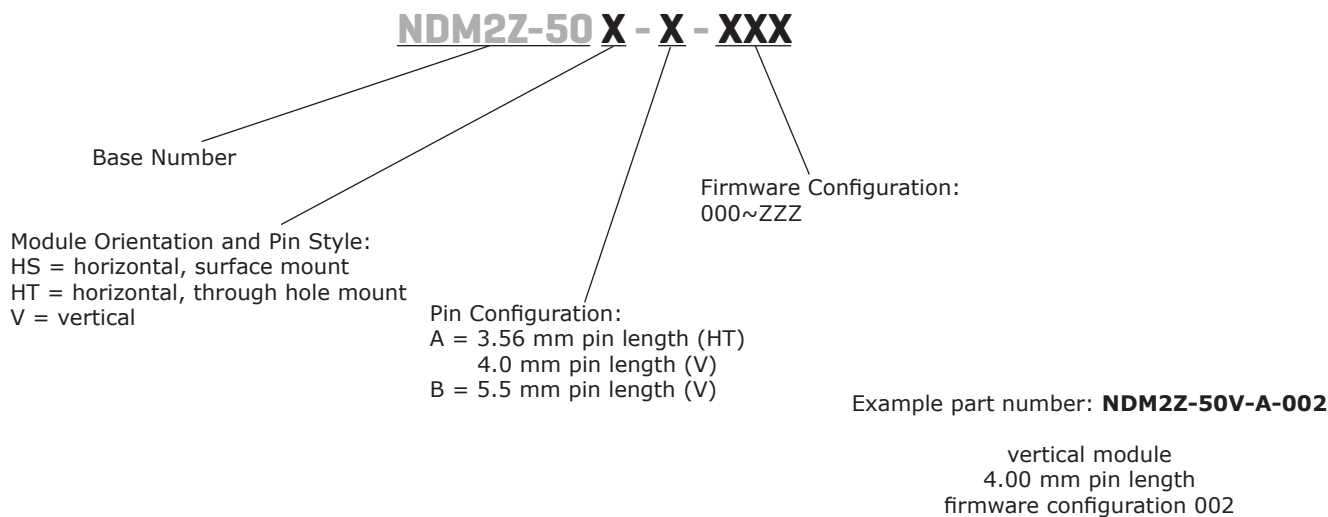 NDM2Z-50 X - X - XXX
Base Number
Firmware Configuration:
000~ZZZ
Module Orientation and Pin Style:
HS = horizontal, surface mount
HT = horizontal, through hole mount
V = vertical
Pin Configuration:
A = 3.56 mm pin length (HT)
4.0 mm pin length (V)
B = 5.5 mm pin length (V)
Example part number: NDM2Z-50V-A-002
vertical module
4.00 mm pin length
firmware configuration 002